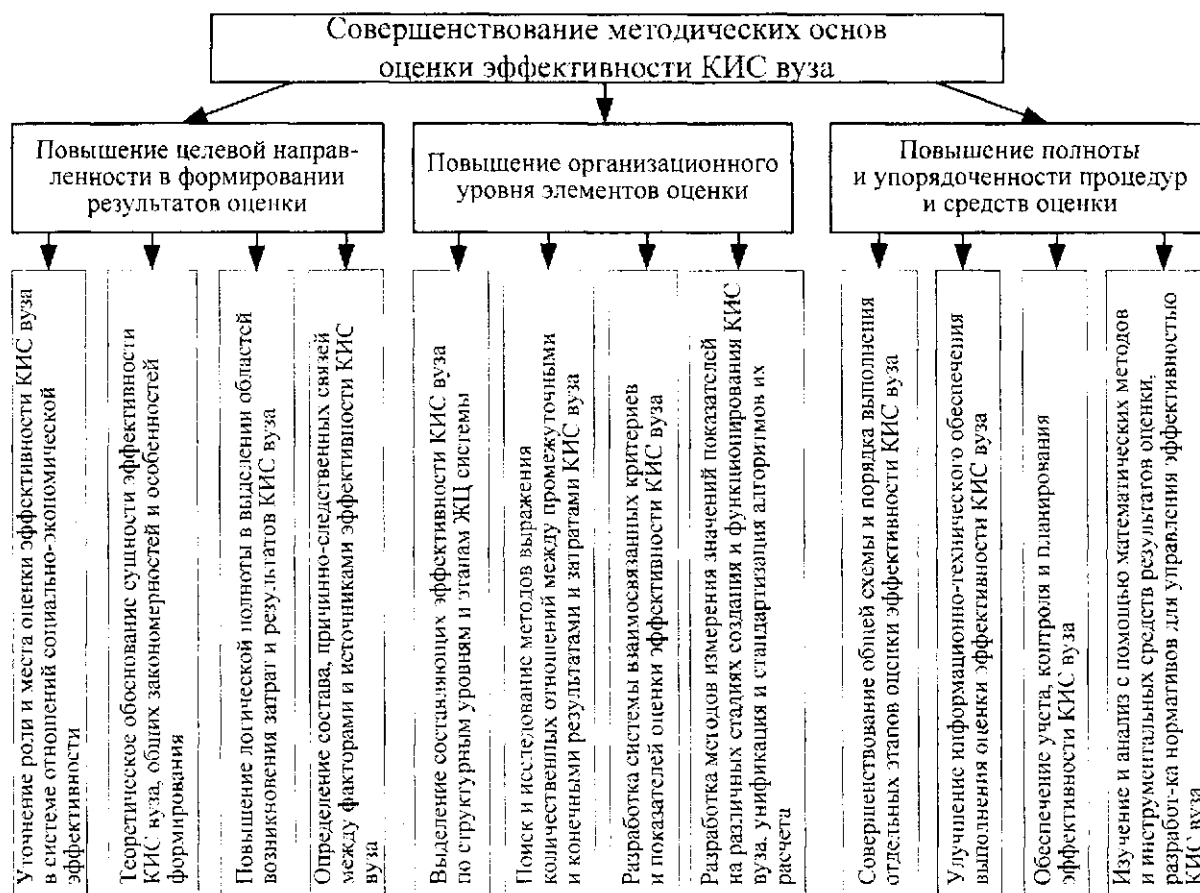 Совершенствование методических основ
оценки эффективности КИС вуза
Повышение целевой направ-
ленности в формировании
результатов оценки
Повышение организационного
уровня элементов оценки
Повышение полноты
и упорядоченности процедур
и средств оценки
Уточнение роли и места оценки эффективности КИС вуза
в системе отношений социально-экономической
эффективности
Теоретическое обоснование сущности эффективности
КИС вуза, общих закономерностей и особенностей
формирования
Повышение логической полноты в выделении областей
возникновения затрат и результатов КИС вуза
Определение состава, причинно-следственных связей
между факторами и источниками эффективности КИС
вуза
Выделение составляющих эффективности КИС вуза
по структурным уровням и этапам ЖЦ системы
Поиск и исследование методов выражения
количественных отношений между промежуточными
и конечными результатами и затратами КИС вуза
Разработка системы взаимосвязанных критериев
и показателей оценки эффективности КИС вуза
Разработка методов измерения значений показателей
на различных стадиях создания и функционирования КИС
вуза, унификация и стандартизация алгоритмов их
расчета
Совершенствование общей схемы и порядка выполнения
отдельных этапов оценки эффективности КИС вуза
Улучшение информационно-технического обеспечения
выполнения оценки эффективности КИС вуза
Обеспечение учета, контроля и планирования
эффективности КИС вуза
Изучение и анализ с помощью математических методов
и инструментальных средств результатов оценки,
разработ-ка нормативов для управления эффективностью
КИС вуза